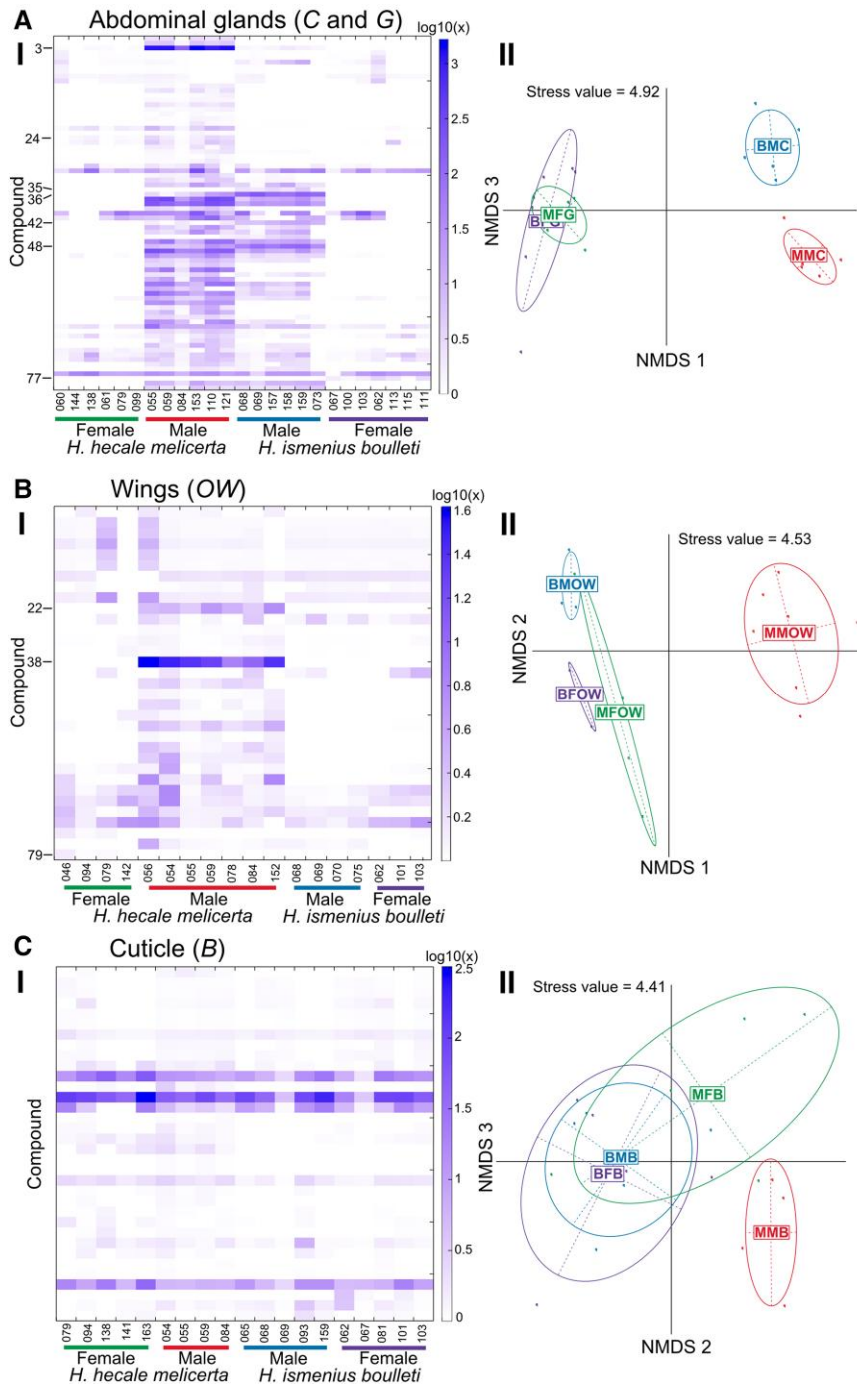 A
Abdominal glands (C and G)
I
log10(x)
3
24
35
36
42
48
77
Compound
3
2.5
2
1.5
1
0.5
0
060 144 138 061 079 099 055 059 084 153 110 121 068 069 157 158 159 073 067 100 103 062 113 115 111
Female Male Male Female
H. hecale melicerta H. ismenius boulleti
II
Stress value = 4.92
NMDS 3
BMC
BFG
MFG
MMC
NMDS 1
B
Wings (OW)
I
log10(x)
22
38
79
Compound
1.6
1.4
1.2
1
0.8
0.6
0.4
0.2
046 094 079 142 056 054 055 059 078 084 152 068 069 070 075 062 101 103
Female Male Male Female
H. hecale melicerta H. ismenius boulleti
II
Stress value = 4.53
NMDS 2
BMOW
MMOW
BFOW
MFOW
NMDS 1
C
Cuticle (B)
I
log10(x)
Compound
2.5
2
1.5
1
0.5
0
079 094 138 141 163 054 055 059 084 065 068 069 093 159 062 067 081 101 103
Female Male Male Female
H. hecale melicerta H. ismenius boulleti
II
Stress value = 4.41
NMDS 3
MFB
BMB
BFB
MMB
NMDS 2